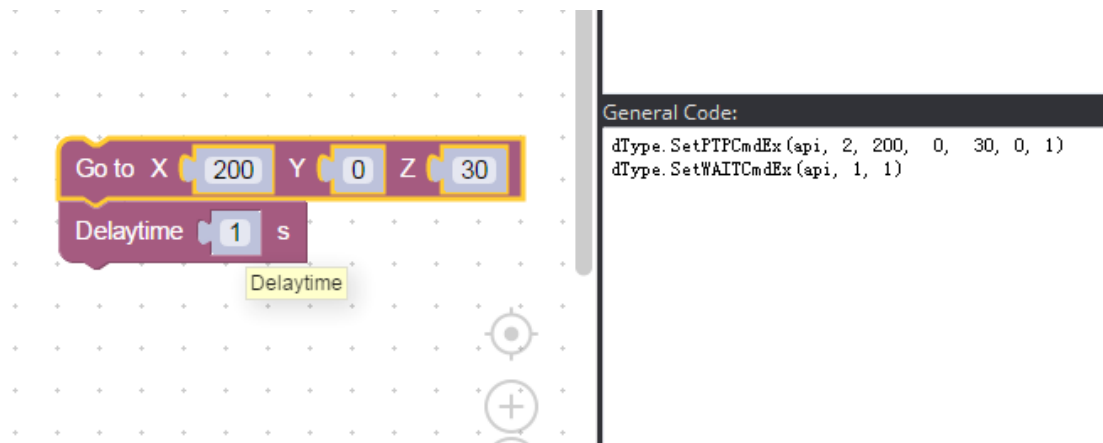 Go to X 200 Y 0 Z 30
Delaytime 1 s
Delaytime
General Code:
dType.SetPTPCmdEx(api, 2, 200, 0, 30, 0, 1)
dType.SetWAITCmdEx(api, 1, 1)